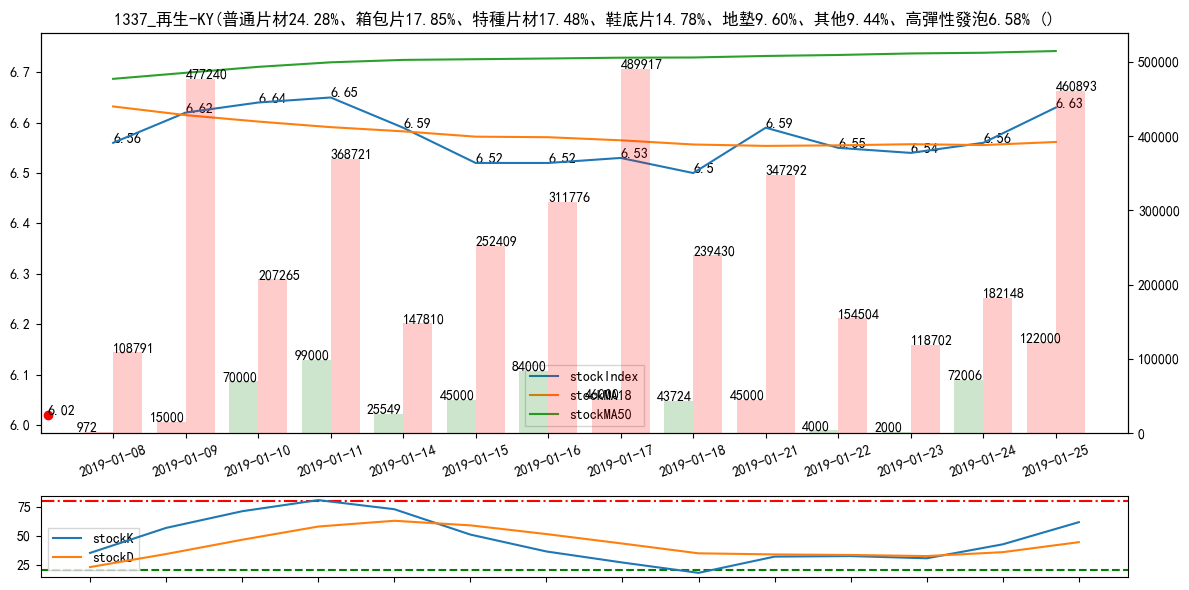 1337_再生-KY(普通片材24.28%、箱包片17.85%、特種片材17.48%、鞋底片14.78%、地墊9.60%、其他9.44%、高彈性發泡6.58% ()
6.7
6.6
6.5
6.4
6.3
6.2
6.1
6.0
500000
400000
300000
200000
100000
0
6.56 6.62 6.64 6.65 6.59 6.52 6.52 6.53 6.5 6.59 6.55 6.54 6.56 6.63
108791 477240 207265 368721 147810 252409 311776 489917 239430 347292 154504 118702 182148 460893
6.02
972 15000 70000 99000 25549 45000 84000 46000 43724 45000 4000 2000 72006 122000
stockIndex
stockMA18
stockMA50
2019-01-08 2019-01-09 2019-01-10 2019-01-11 2019-01-14 2019-01-15 2019-01-16 2019-01-17 2019-01-18 2019-01-21 2019-01-22 2019-01-23 2019-01-24 2019-01-25
75
50
25
stockK
stockD